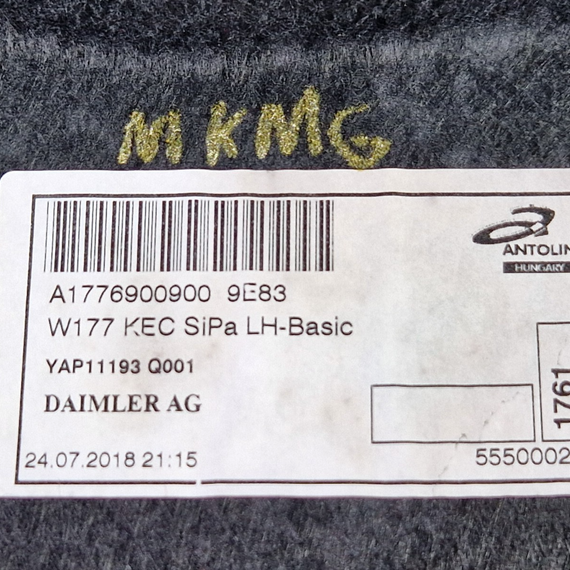 MKMG
ANTOLIN
HUNGARY
A1776900900 9E83
W177 KEC SiPa LH-Basic
YAP11193 Q001
DAIMLER AG
1761
24.07.2018 21:15
5550002